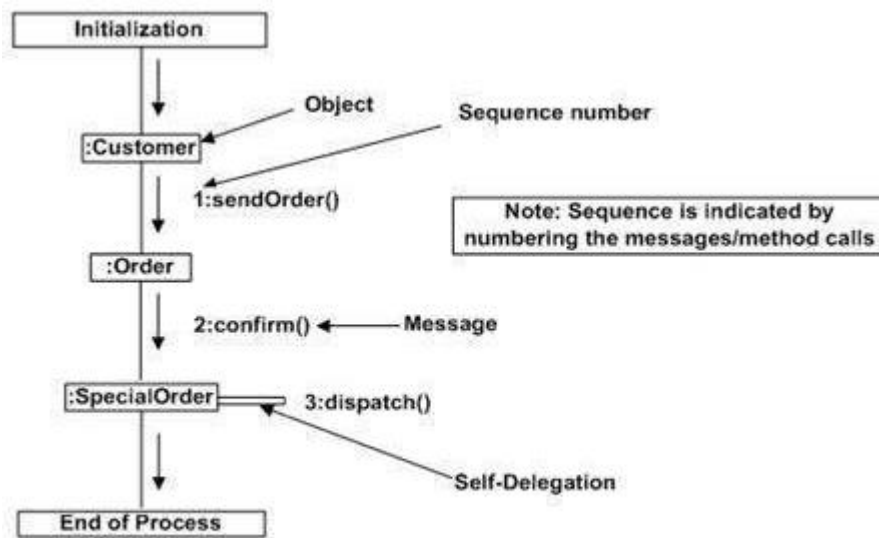 Initialization
Object
Sequence number
:Customer
1:sendOrder()
Note: Sequence is indicated by
numbering the messages/method calls
:Order
2:confirm()
Message
:SpecialOrder
3:dispatch()
Self-Delegation
End of Process